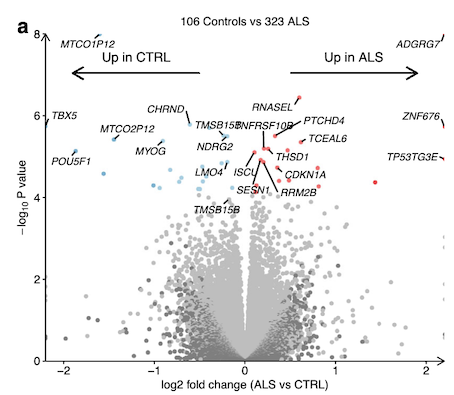 a
106 Controls vs 323 ALS
Up in CTRL
Up in ALS
MTCO1P12
ADGRG7
RNASEL
CHRND
TMSB15B
TNFRSF10B
PTCHD4
TBX5
ZNF676
MTCO2P12
TCEAL6
NDRG2
MYOG
THSD1
TP53TG3E
POU5F1
LMO4
ISCU
CDKN1A
SESN1
RRM2B
TMSB15B
−log10 P value
8
6
4
2
0
−2
−1
0
1
2
log2 fold change (ALS vs CTRL)